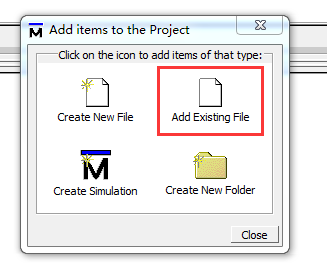 Add items to the Project
Click on the icon to add items of that type:
Create New File
Add Existing File
Create Simulation
Create New Folder
Close